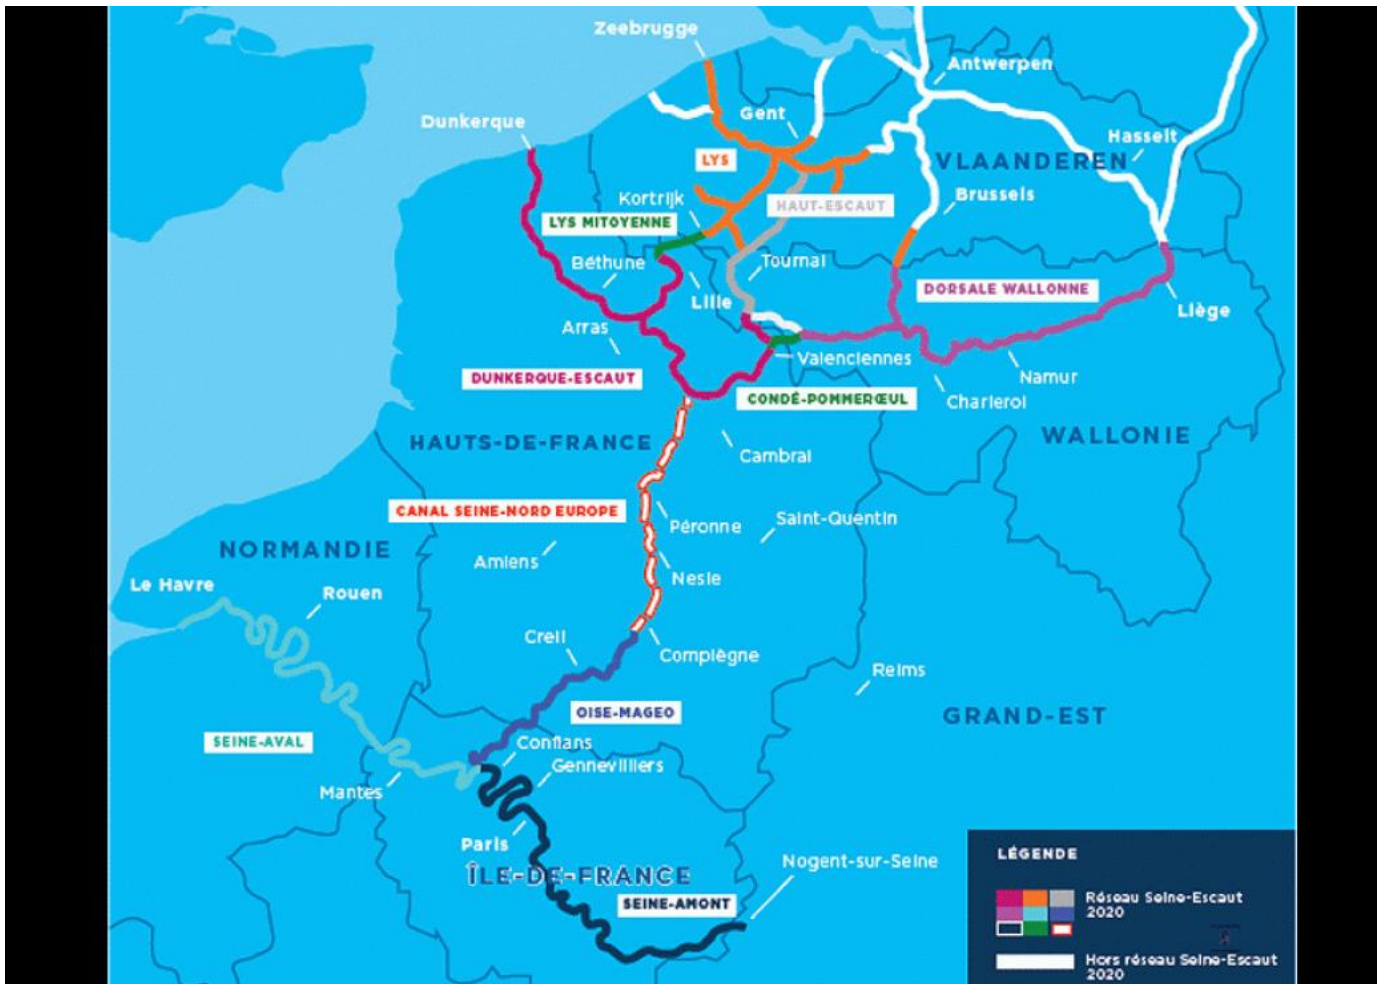 Zeebrugge
Antwerpen
Gent
Dunkerque
Hasselt
LYS
VLAANDEREN
Kortrijk
Brussels
HAUT-ESCAUT
LYS MITOYENNE
Béthune
Tournai
DORSALE WALLONNE
Lille
Liège
Arras
Valenciennes
Namur
DUNKERQUE-ESCAUT
CONDÉ-POMMERŒUL
Charleroi
HAUTS-DE-FRANCE
WALLONIE
Cambrai
CANAL SEINE-NORD EUROPE
Péronne
Saint-Quentin
NORMANDIE
Amiens
Nesle
Le Havre
Rouen
Creil
Compiègne
Reims
OISE-MAGEO
GRAND-EST
SEINE-AVAL
Conflans
Gennevilliers
Mantes
Paris
LÉGENDE
Nogent-sur-Seine
ÎLE-DE-FRANCE
SEINE-AMONT
Réseau Seine-Escaut
2020
Hors réseau Seine-Escaut
2020